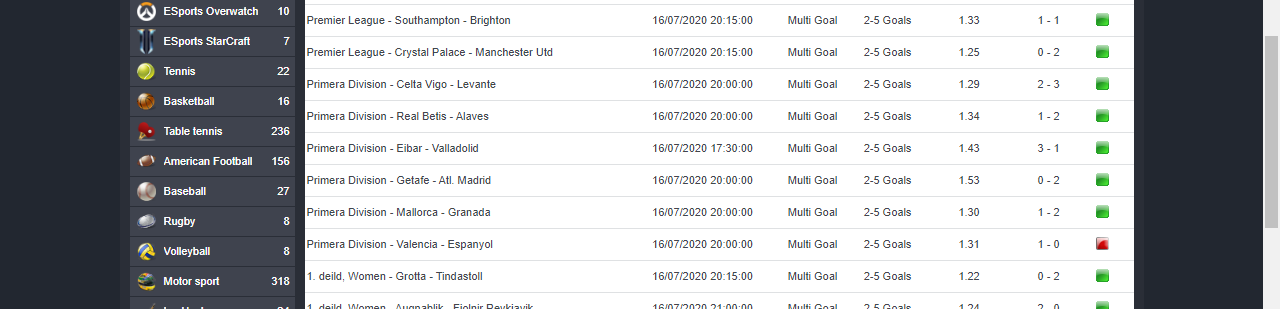 ESports Overwatch 10
ESports StarCraft 7
Tennis 22
Basketball 16
Table tennis 236
American Football 156
Baseball 27
Rugby 8
Volleyball 8
Motor sport 318
Premier League - Southampton - Brighton 16/07/2020 20:15:00 Multi Goal 2-5 Goals 1.33 1 - 1
Premier League - Crystal Palace - Manchester Utd 16/07/2020 20:15:00 Multi Goal 2-5 Goals 1.25 0 - 2
Primera Division - Celta Vigo - Levante 16/07/2020 20:00:00 Multi Goal 2-5 Goals 1.29 2 - 3
Primera Division - Real Betis - Alaves 16/07/2020 20:00:00 Multi Goal 2-5 Goals 1.34 1 - 2
Primera Division - Eibar - Valladolid 16/07/2020 17:30:00 Multi Goal 2-5 Goals 1.43 3 - 1
Primera Division - Getafe - Atl. Madrid 16/07/2020 20:00:00 Multi Goal 2-5 Goals 1.53 0 - 2
Primera Division - Mallorca - Granada 16/07/2020 20:00:00 Multi Goal 2-5 Goals 1.30 1 - 2
Primera Division - Valencia - Espanyol 16/07/2020 20:00:00 Multi Goal 2-5 Goals 1.31 1 - 0
1. deild, Women - Grotta - Tindastoll 16/07/2020 20:15:00 Multi Goal 2-5 Goals 1.22 0 - 2
1. deild, Women - Augnablik - Fjolnir Reykjavik 16/07/2020 21:00:00 Multi Goal 2-5 Goals 1.24 2 - 0